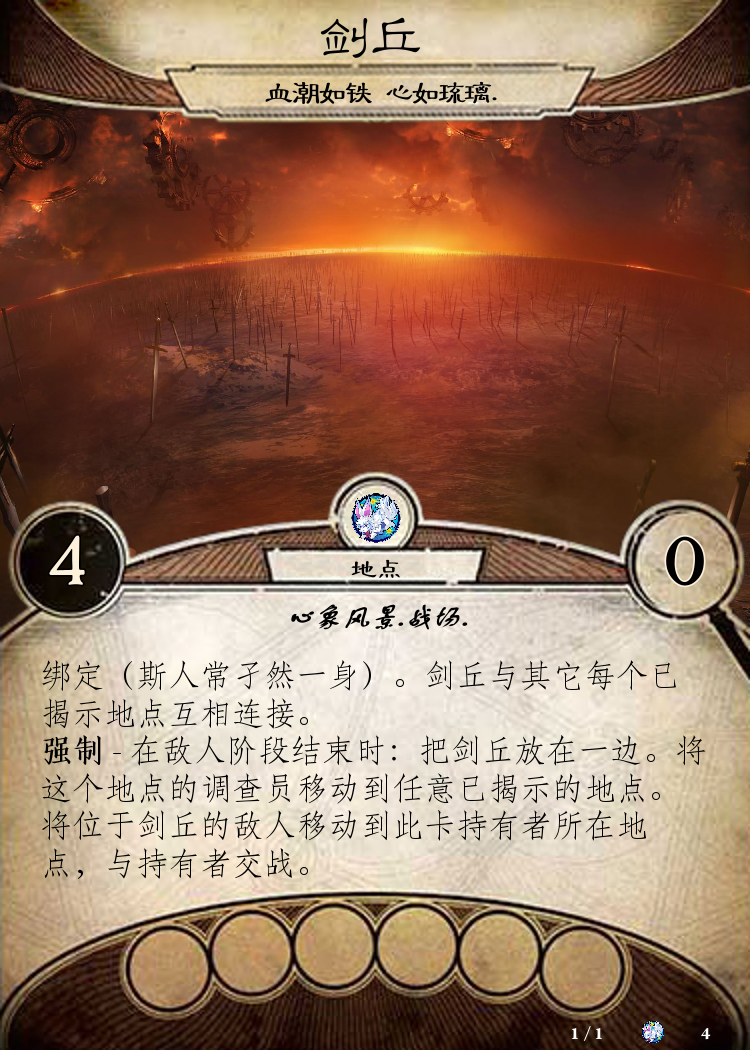 剑丘
血潮如铁 心如琉璃.
4
0
地点
心象风景.战场.
绑定（斯人常孑然一身）。剑丘与其它每个已
揭示地点互相连接。
强制 - 在敌人阶段结束时：把剑丘放在一边。将
这个地点的调查员移动到任意已揭示的地点。
将位于剑丘的敌人移动到此卡持有者所在地
点，与持有者交战。
1/1
4